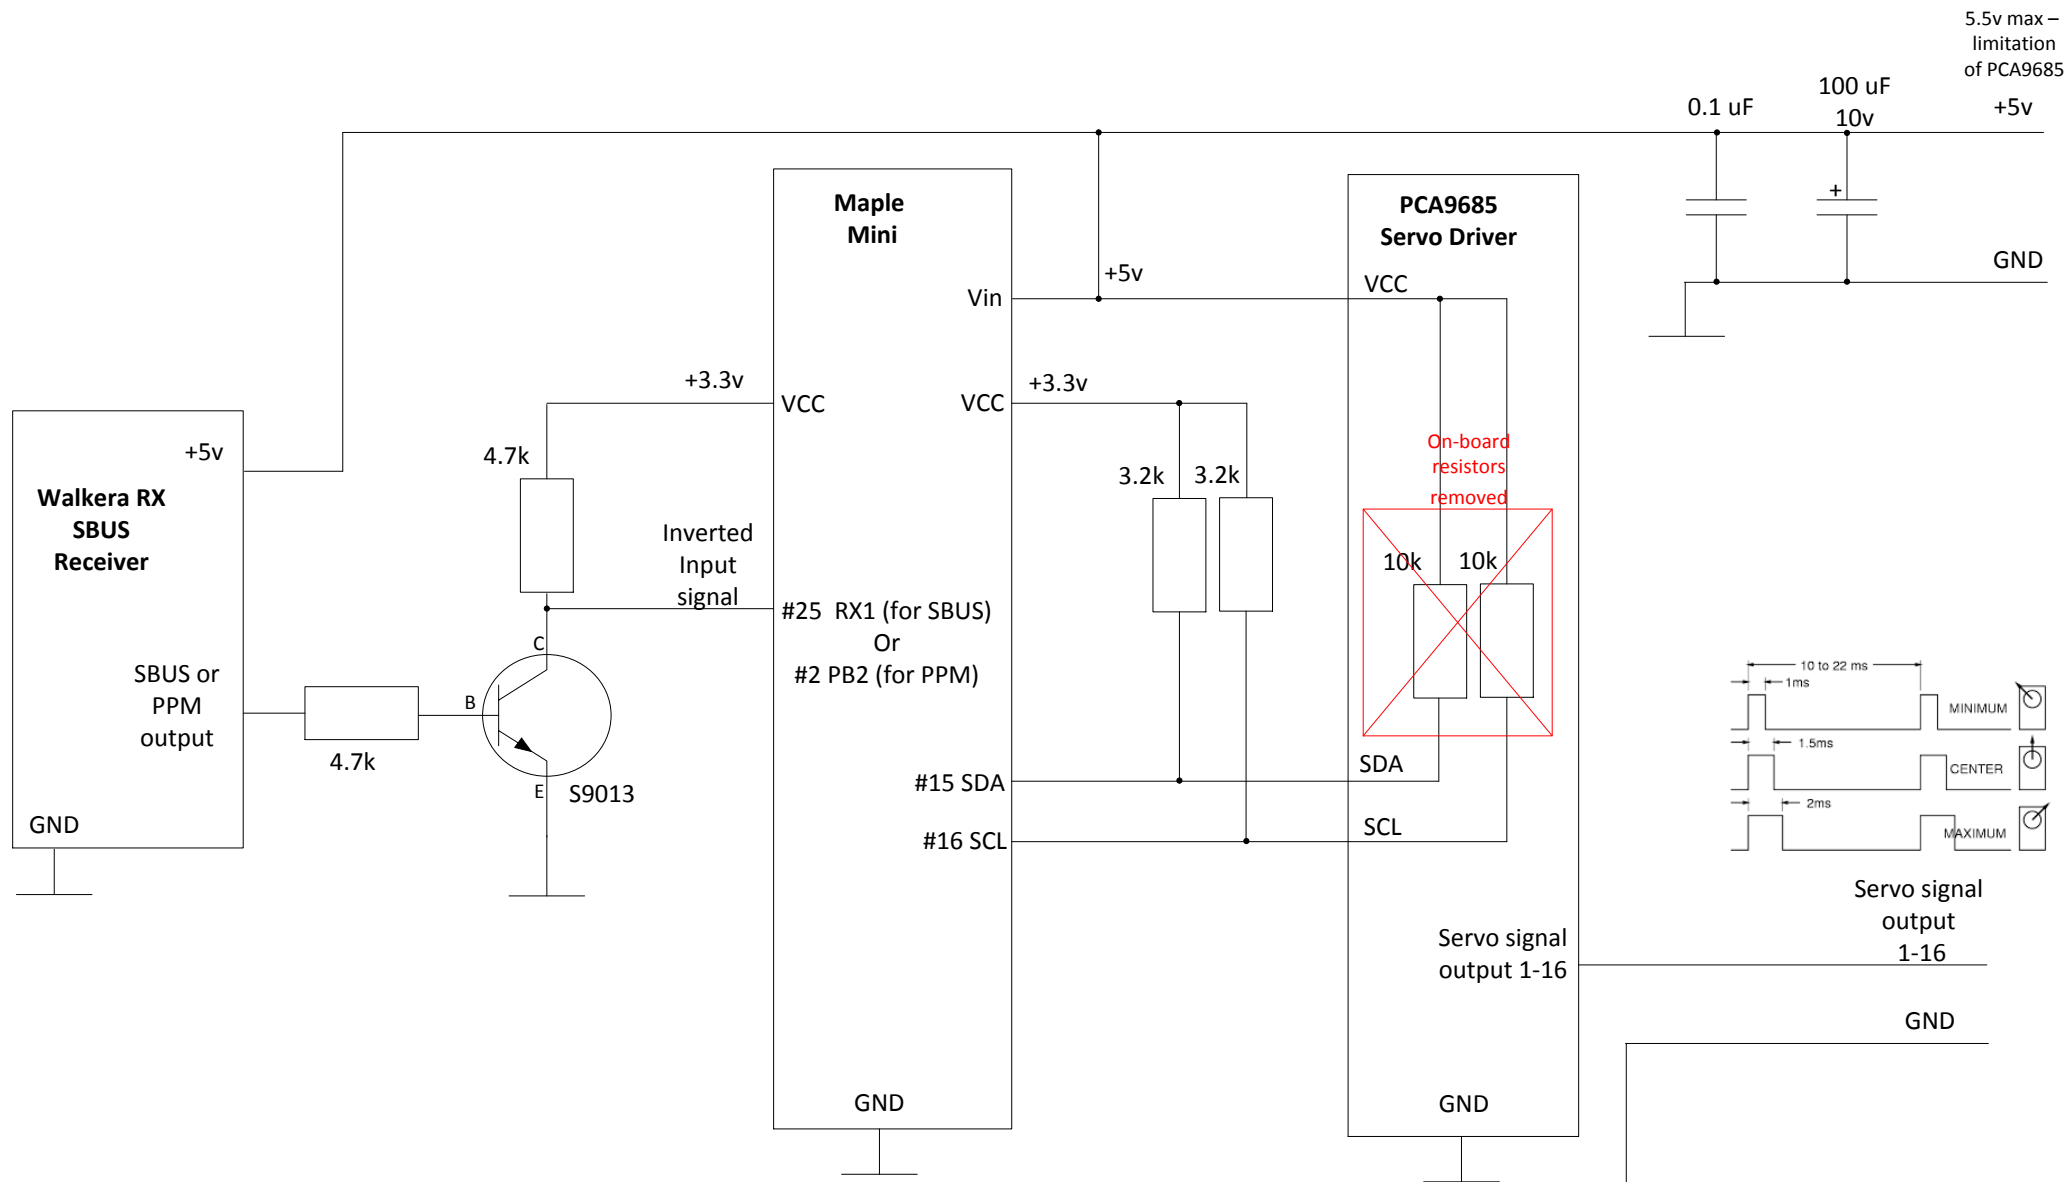 5.5v max –
limitation
of PCA9685
+5v
100 uF
10v
0.1 uF
GND
Walkera RX
SBUS
Receiver
+5v
SBUS or
PPM
output
GND
4.7k
4.7k
B
C
E
S9013
+3.3v
Inverted
Input
signal
Maple
Mini
Vin
VCC
VCC
#25 RX1 (for SBUS)
Or
#2 PB2 (for PPM)
#15 SDA
#16 SCL
GND
+5v
+3.3v
3.2k
3.2k
PCA9685
Servo Driver
VCC
On-board
resistors
removed
10k
10k
SDA
SCL
Servo signal
output 1-16
GND
10 to 22 ms
1ms
MINIMUM
1.5ms
CENTER
2ms
MAXIMUM
Servo signal
output
1-16
GND